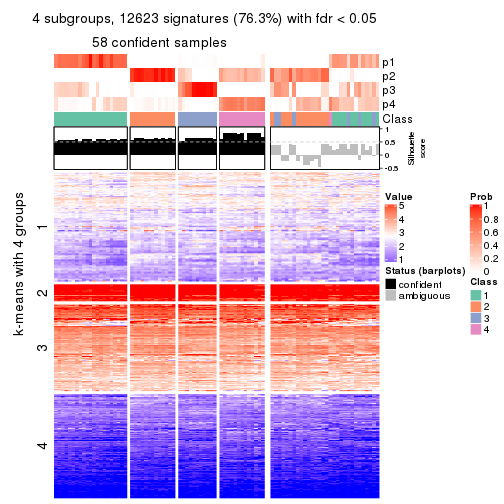 4 subgroups, 12623 signatures (76.3%) with fdr < 0.05
58 confident samples
p1
p2
p3
p4
Class
1
0.5
0
-0.5
Silhouette
score
k-means with 4 groups
1
2
3
4
Value
5
4
3
2
1
Status (barplots)
confident
ambiguous
Prob
1
0.8
0.6
0.4
0.2
0
Class
1
2
3
4